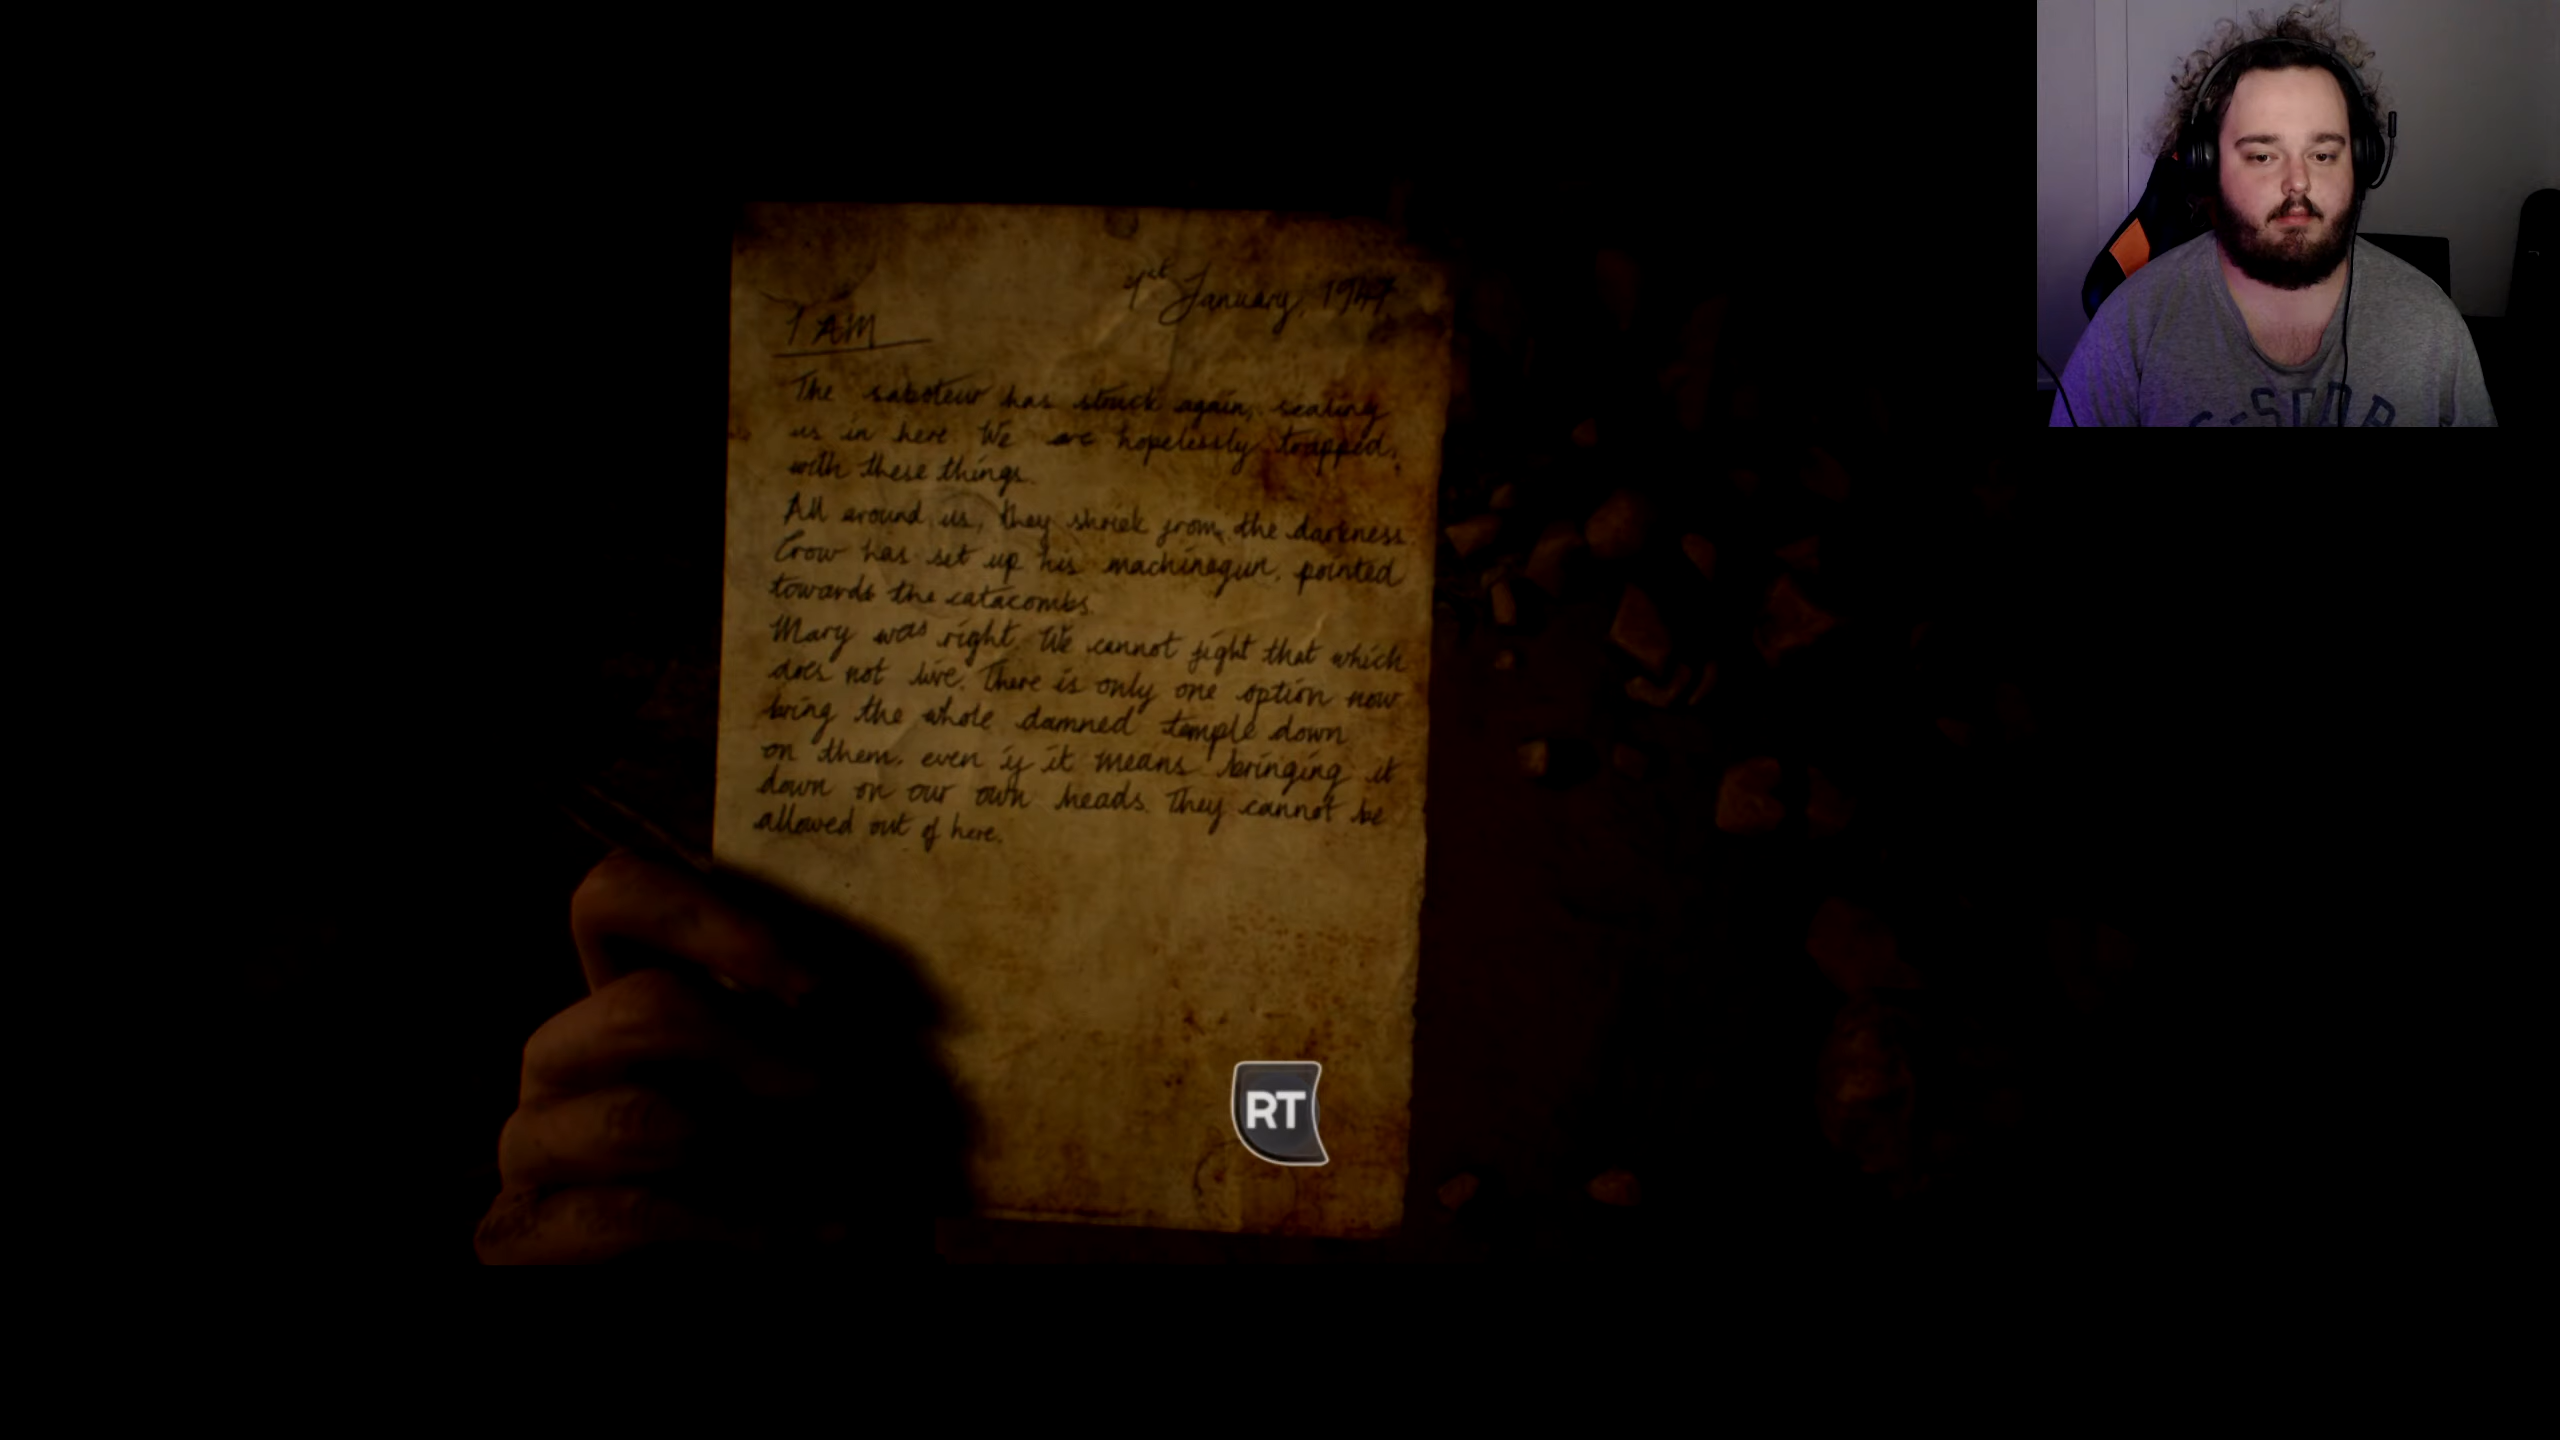 1st January, 1947
1 AM
The saboteur has struck again, sealing
us in here. We are hopelessly trapped,
with these things.
All around us, they shriek from the darkness
Crow has set up his machinegun, pointed
towards the catacombs.
Mary was right. We cannot fight that which
does not live. There is only one option now
bring the whole damned temple down
on them, even if it means bringing it
down on our own heads. They cannot be
allowed out of here.
RT